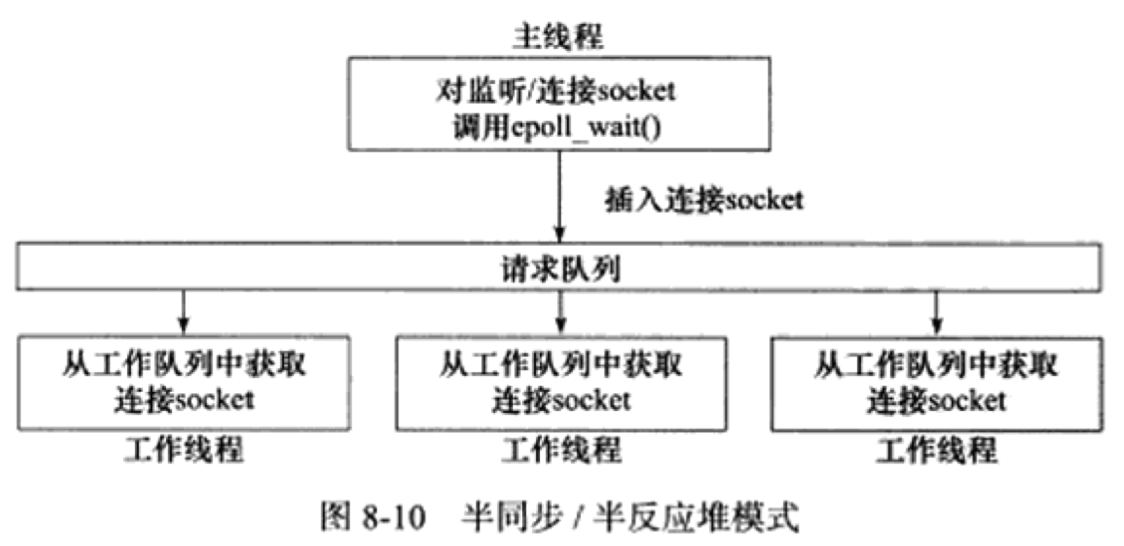 主线程
对监听/连接socket
调用epoll_wait()
插入连接socket
请求队列
从工作队列中获取
连接socket
工作线程
从工作队列中获取
连接socket
工作线程
从工作队列中获取
连接socket
工作线程
图 8-10 半同步 / 半反应堆模式